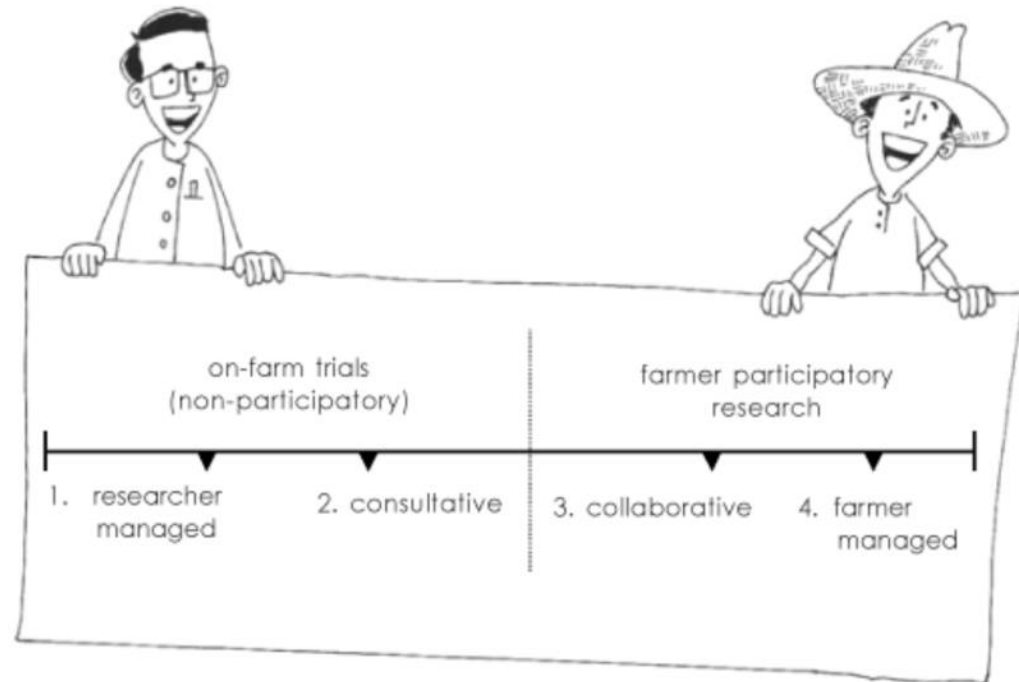 on-farm trials
(non-participatory)
farmer participatory
research
1. researcher
managed
2. consultative
3. collaborative
4. farmer
managed